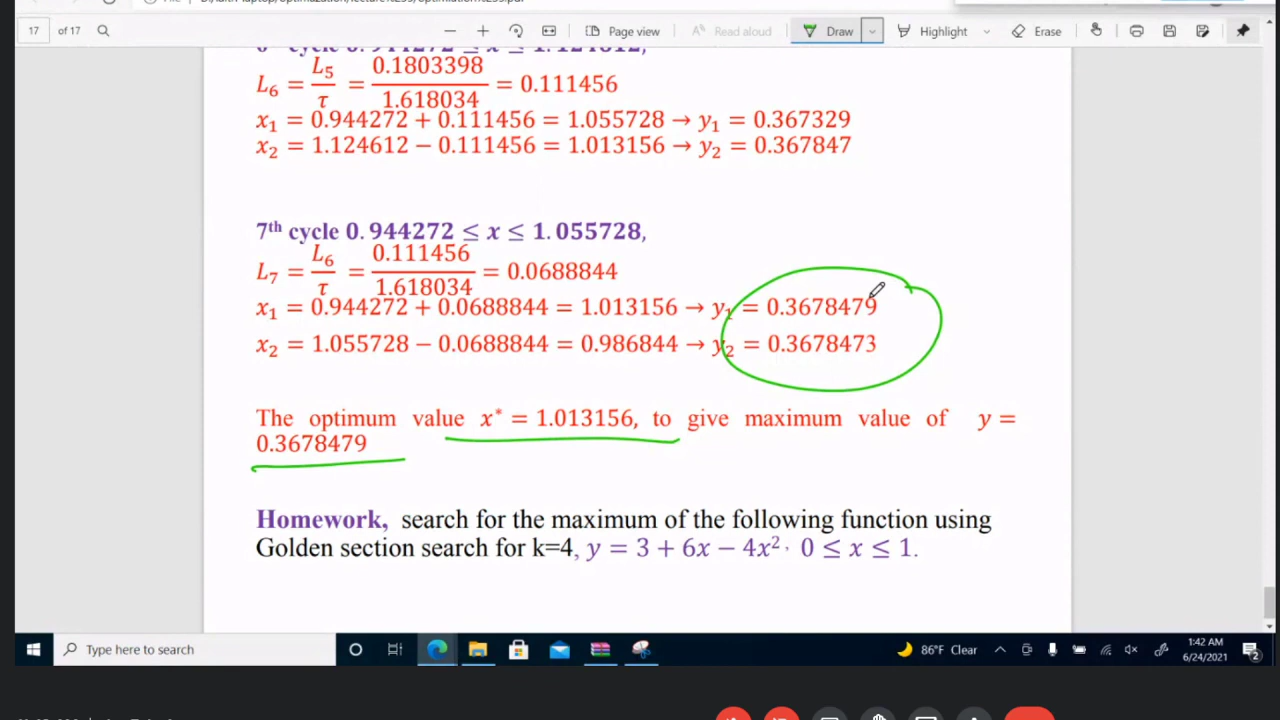 17 of 17 Page view Read aloud Draw Highlight Erase
L₆ = L₅/τ = 0.1803398/1.618034 = 0.111456
x₁ = 0.944272 + 0.111456 = 1.055728 → y₁ = 0.367329
x₂ = 1.124612 − 0.111456 = 1.013156 → y₂ = 0.367847
7ᵗʰ cycle 0.944272 ≤ x ≤ 1.055728,
L₇ = L₆/τ = 0.111456/1.618034 = 0.0688844
x₁ = 0.944272 + 0.0688844 = 1.013156 → y₁ = 0.3678479
x₂ = 1.055728 − 0.0688844 = 0.986844 → y₂ = 0.3678473
The optimum value x* = 1.013156, to give maximum value of y =
0.3678479
Homework, search for the maximum of the following function using
Golden section search for k=4, y = 3 + 6x − 4x², 0 ≤ x ≤ 1.
Type here to search 86°F Clear 1:42 AM
6/24/2021 2